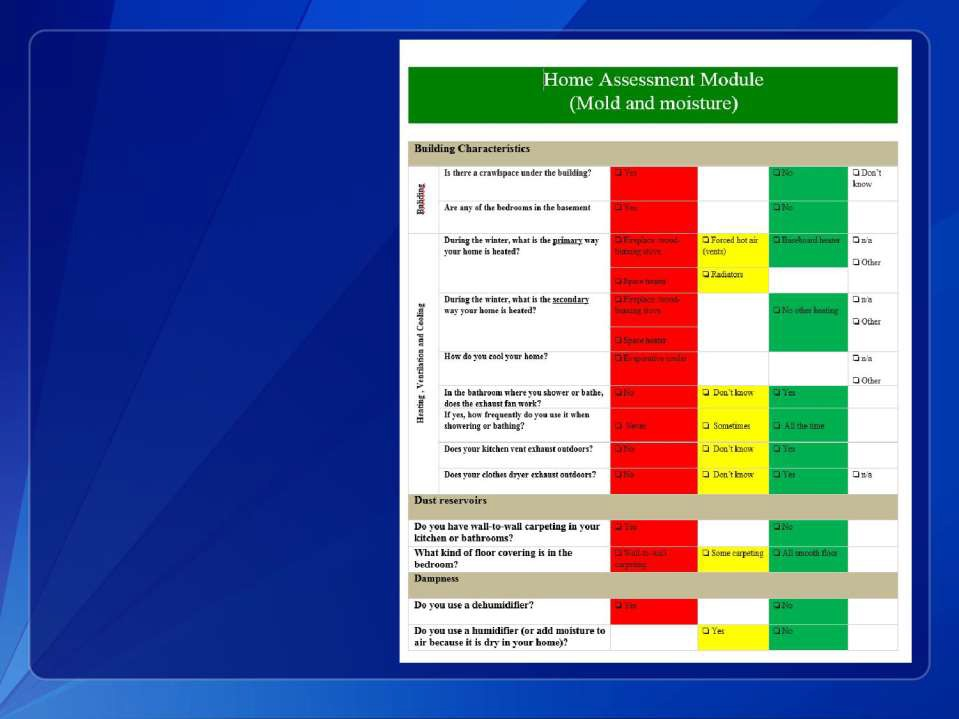 Home Assessment Module
(Mold and moisture)
Building Characteristics
Building
Is there a crawlspace under the building? ❑ Yes ❑ No ❑ Don't
know
Are any of the bedrooms in the basement ❑ Yes ❑ No
Heating , Ventilation and Cooling
During the winter, what is the primary way ❑ Fireplace/wood- ❑ Forced hot air ❑ Baseboard heater ❑ n/a
your home is heated? burning stove (vents)
❑ Other
❑ Space heater ❑ Radiators
During the winter, what is the secondary ❑ Fireplace/wood- ❑ n/a
way your home is heated? burning stove ❑ No other heating
❑ Other
❑ Space heater
How do you cool your home? ❑ Evaporative cooler ❑ n/a
❑ Other
In the bathroom where you shower or bathe, ❑ No ❑ Don't know ❑ Yes
does the exhaust fan work?
If yes, how frequently do you use it when
showering or bathing? ❑ Never ❑ Sometimes ❑ All the time
Does your kitchen vent exhaust outdoors? ❑ No ❑ Don't know ❑ Yes
Does your clothes dryer exhaust outdoors? ❑ No ❑ Don't know ❑ Yes ❑ n/a
Dust reservoirs
Do you have wall-to-wall carpeting in your ❑ Yes ❑ No
kitchen or bathrooms?
What kind of floor covering is in the ❑ Wall-to-wall ❑ Some carpeting ❑ All smooth floor
bedroom? carpeting
Dampness
Do you use a dehumidifier? ❑ Yes ❑ No
Do you use a humidifier (or add moisture to ❑ Yes ❑ No
air because it is dry in your home)?